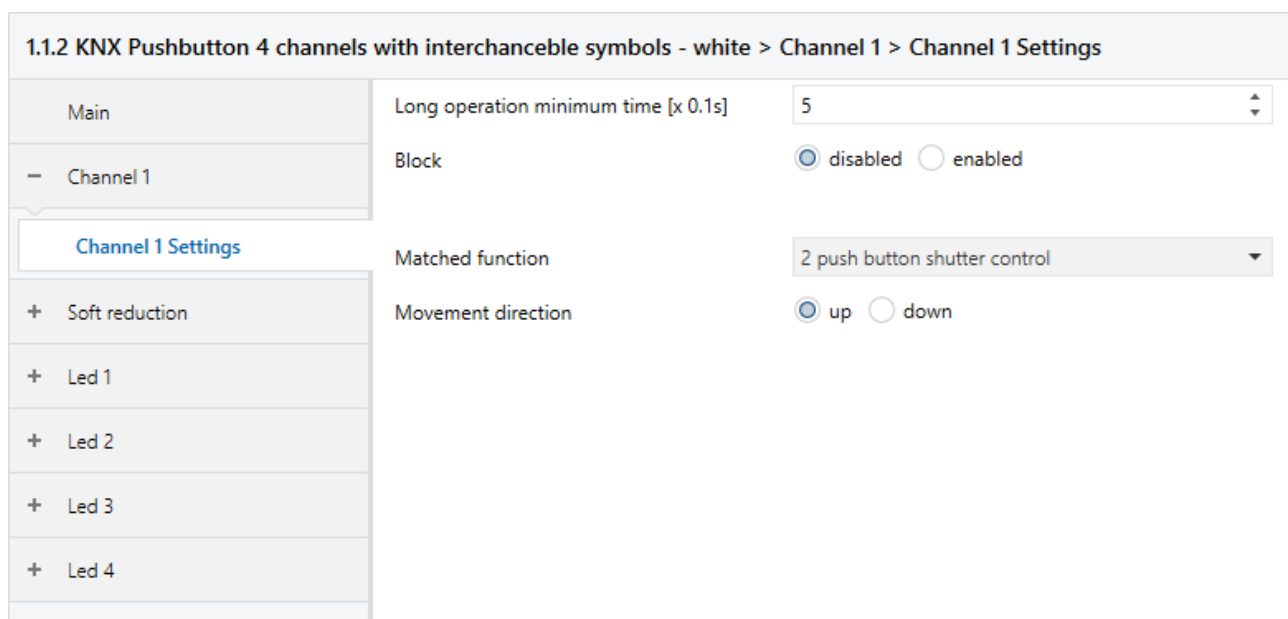 1.1.2 KNX Pushbutton 4 channels with interchanceble symbols - white > Channel 1 > Channel 1 Settings
Main
− Channel 1
Channel 1 Settings
+ Soft reduction
+ Led 1
+ Led 2
+ Led 3
+ Led 4
Long operation minimum time [x 0.1s] 5
Block disabled enabled
Matched function 2 push button shutter control
Movement direction up down